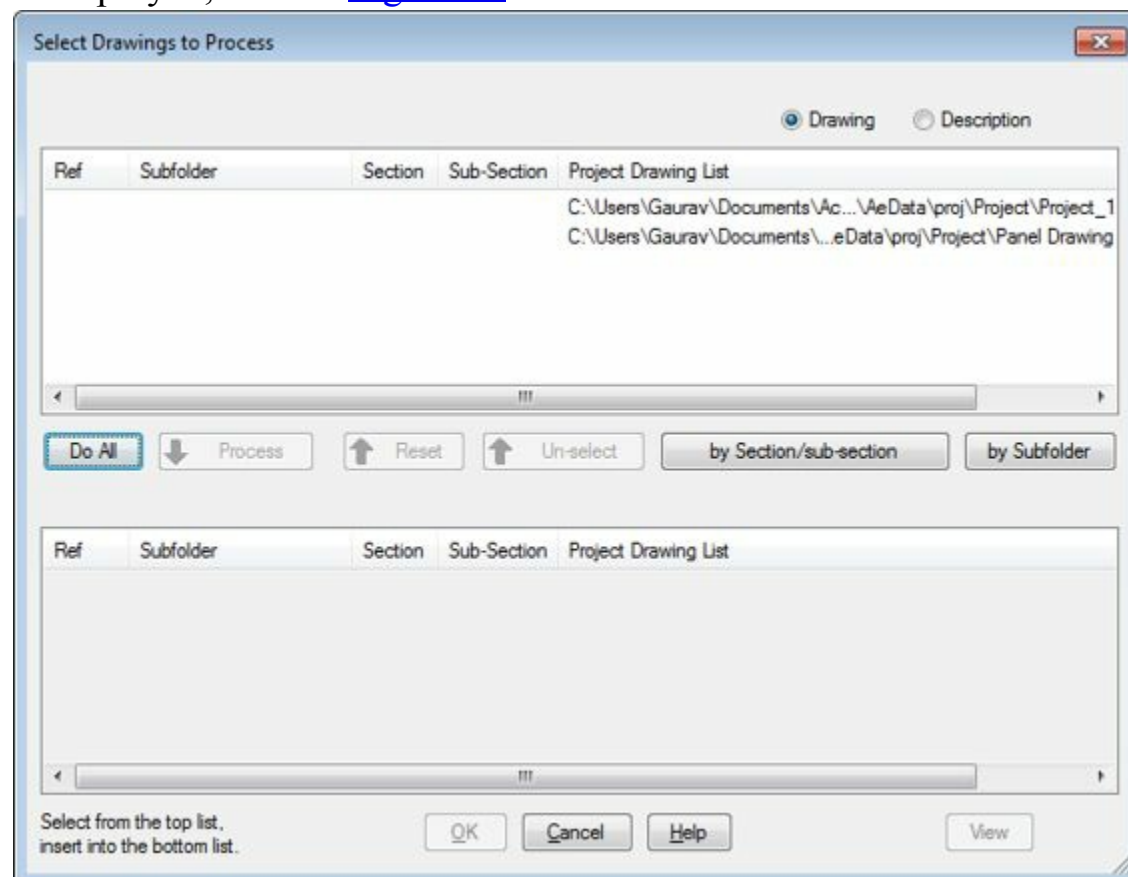 Select Drawings to Process
Drawing Description
Ref Subfolder Section Sub-Section Project Drawing List
C:\Users\Gaurav\Documents\Ac...\AeData\proj\Project\Project_1
C:\Users\Gaurav\Documents\...eData\proj\Project\Panel Drawing
Do All Process Reset Un-select by Section/sub-section by Subfolder
Ref Subfolder Section Sub-Section Project Drawing List
Select from the top list,
insert into the bottom list.
OK Cancel Help View